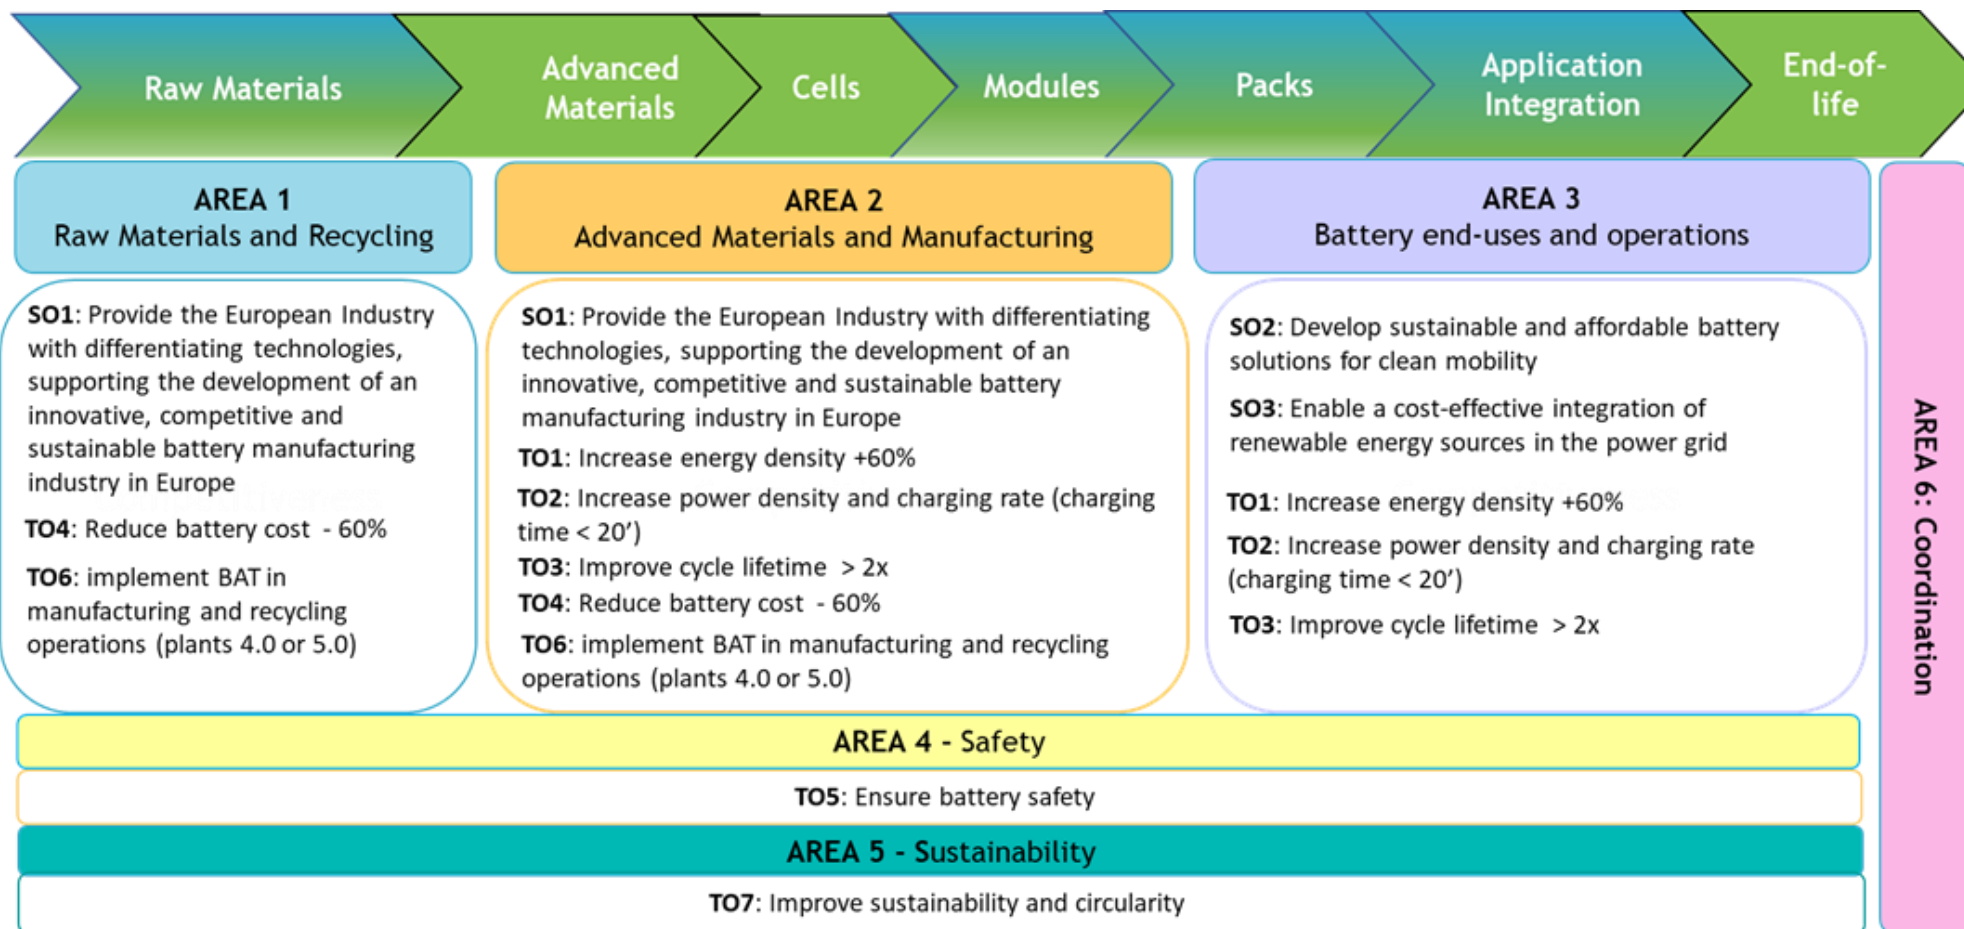 Raw Materials
Advanced
Materials
Cells
Modules
Packs
Application
Integration
End-of-
life
AREA 1
Raw Materials and Recycling
SO1: Provide the European Industry
with differentiating technologies,
supporting the development of an
innovative, competitive and
sustainable battery manufacturing
industry in Europe
TO4: Reduce battery cost - 60%
TO6: implement BAT in
manufacturing and recycling
operations (plants 4.0 or 5.0)
AREA 2
Advanced Materials and Manufacturing
SO1: Provide the European Industry with differentiating
technologies, supporting the development of an
innovative, competitive and sustainable battery
manufacturing industry in Europe
TO1: Increase energy density +60%
TO2: Increase power density and charging rate (charging
time < 20’)
TO3: Improve cycle lifetime > 2x
TO4: Reduce battery cost - 60%
TO6: implement BAT in manufacturing and recycling
operations (plants 4.0 or 5.0)
AREA 3
Battery end-uses and operations
SO2: Develop sustainable and affordable battery
solutions for clean mobility
SO3: Enable a cost-effective integration of
renewable energy sources in the power grid
TO1: Increase energy density +60%
TO2: Increase power density and charging rate
(charging time < 20’)
TO3: Improve cycle lifetime > 2x
AREA 4 - Safety
TO5: Ensure battery safety
AREA 5 - Sustainability
TO7: Improve sustainability and circularity
AREA 6: Coordination